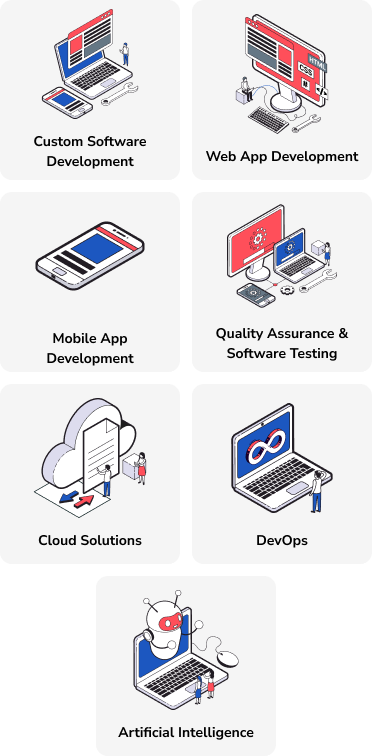 HTML
CSS
Custom Software
Development
Web App Development
Mobile App
Development
Quality Assurance &
Software Testing
Cloud Solutions
DevOps
Artificial Intelligence